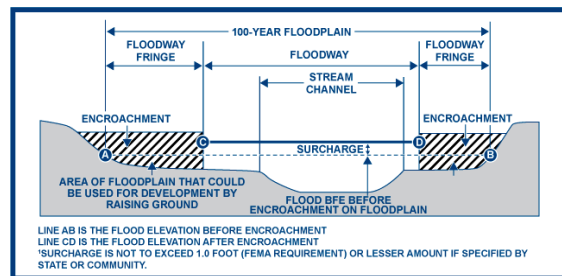 100-YEAR FLOODPLAIN
FLOODWAY
FRINGE
FLOODWAY
FLOODWAY
FRINGE
STREAM
CHANNEL
ENCROACHMENT
ENCROACHMENT
C
D
SURCHARGE
A
B
AREA OF FLOODPLAIN THAT COULD
BE USED FOR DEVELOPMENT BY
RAISING GROUND
FLOOD BFE BEFORE
ENCROACHMENT ON FLOODPLAIN
LINE AB IS THE FLOOD ELEVATION BEFORE ENCROACHMENT
LINE CD IS THE FLOOD ELEVATION AFTER ENCROACHMENT
¹SURCHARGE IS NOT TO EXCEED 1.0 FOOT (FEMA REQUIREMENT) OR LESSER AMOUNT IF SPECIFIED BY
STATE OR COMMUNITY.